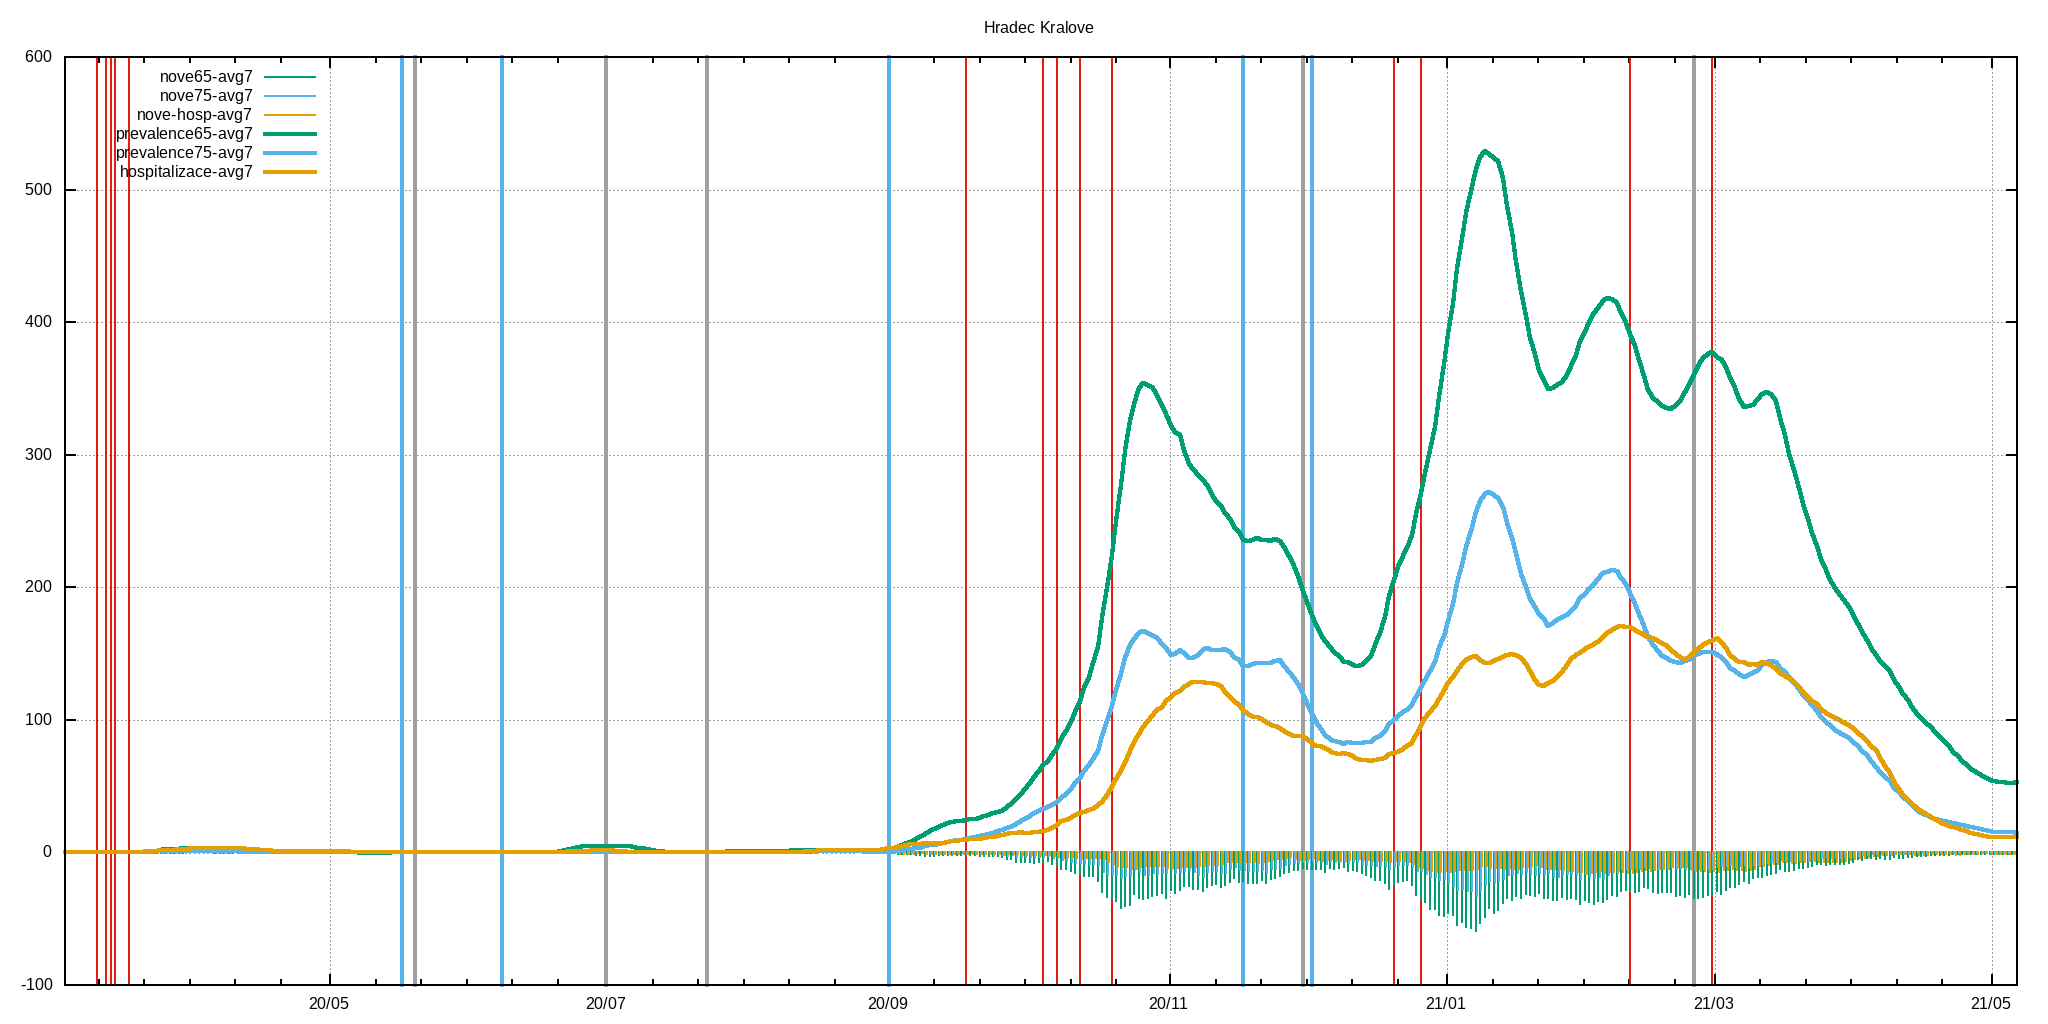 Hradec Kralove
600
nove65-avg7
nove75-avg7
nove-hosp-avg7
prevalence65-avg7
prevalence75-avg7
hospitalizace-avg7
500
400
300
200
100
0
-100
20/05
20/07
20/09
20/11
21/01
21/03
21/05